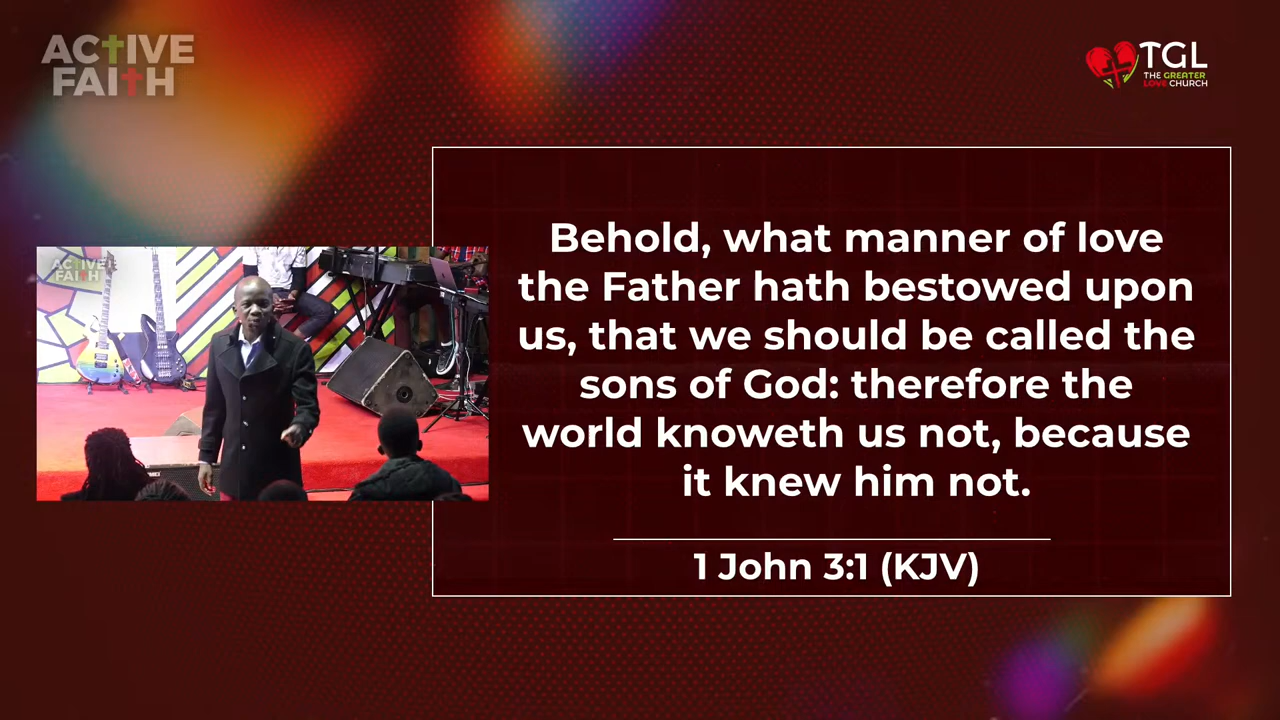 ACTIVE
FAITH
TGL
THE GREATER
LOVE CHURCH
ACTIVE
FAITH
Behold, what manner of love
the Father hath bestowed upon
us, that we should be called the
sons of God: therefore the
world knoweth us not, because
it knew him not.
1 John 3:1 (KJV)